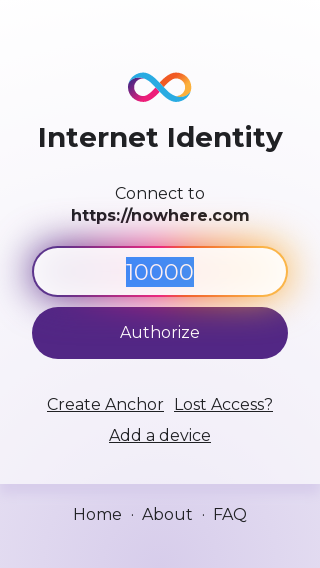 Internet Identity
Connect to
https://nowhere.com
10000
Authorize
Create Anchor Lost Access?
Add a device
Home · About · FAQ